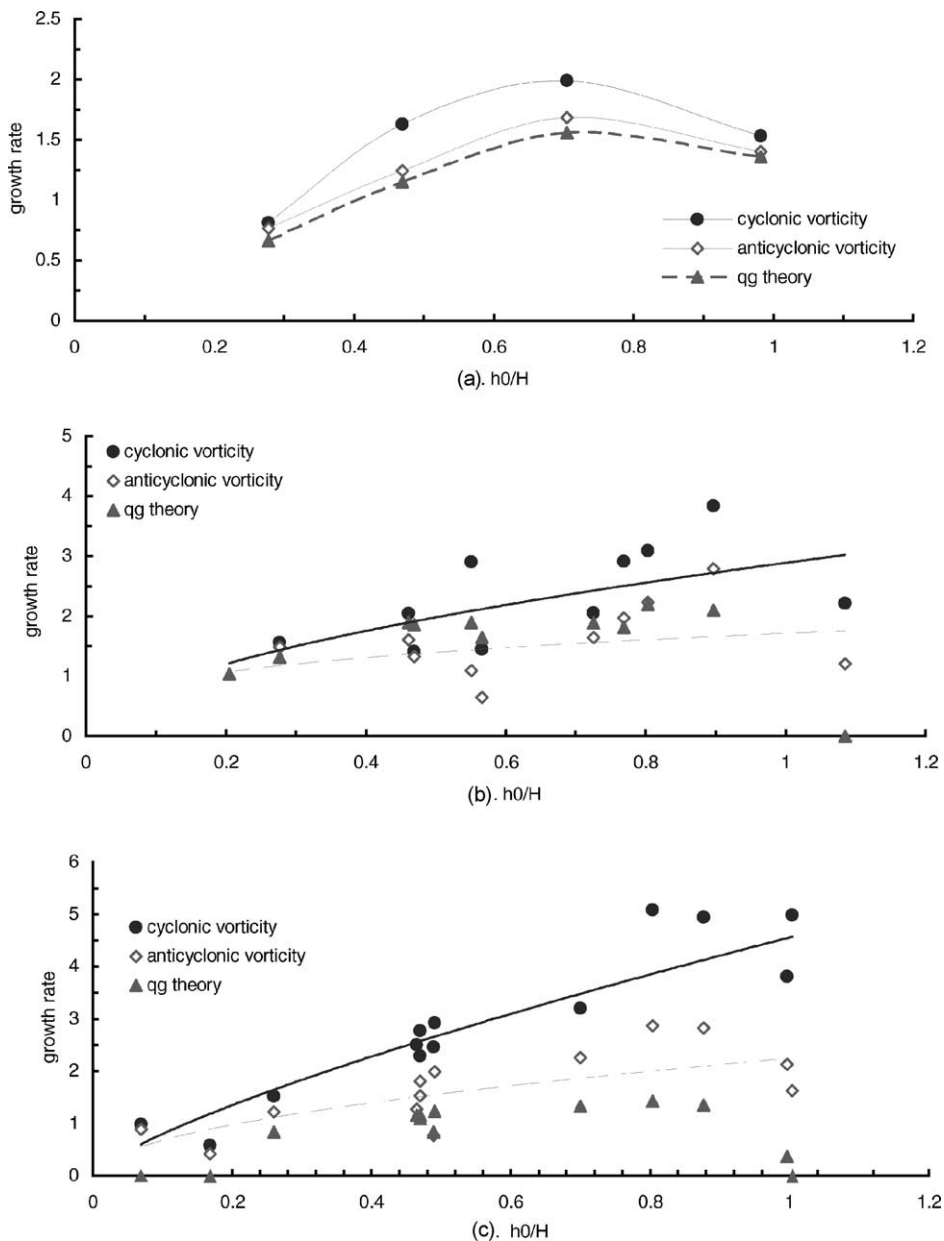 2.5
2
1.5
1
0.5
0
growth rate
cyclonic vorticity
anticyclonic vorticity
qg theory
0 0.2 0.4 0.6 0.8 1 1.2
(a). h0/H
5
4
3
2
1
0
growth rate
cyclonic vorticity
anticyclonic vorticity
qg theory
0 0.2 0.4 0.6 0.8 1 1.2
(b). h0/H
6
5
4
3
2
1
0
growth rate
cyclonic vorticity
anticyclonic vorticity
qg theory
0 0.2 0.4 0.6 0.8 1 1.2
(c). h0/H